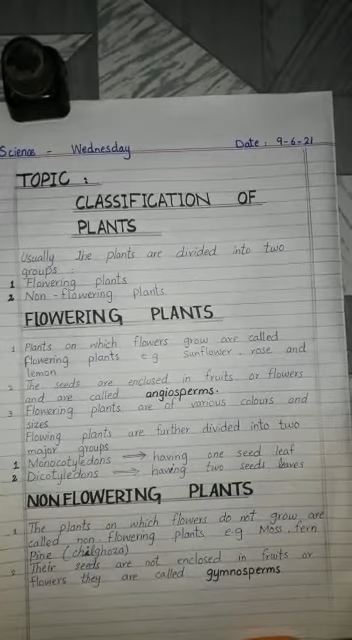 Science - Wednesday Date: 9-6-21
TOPIC :
CLASSIFICATION OF
PLANTS
Usually The plants are divided into two
groups :
1 Flowering plants
2 Non-flowering plants
FLOWERING PLANTS
1 Plants on which flowers grow are called
flowering plants e.g sunflower, rose and
lemon
2 The seeds are enclosed in fruits or flowers
and are called angiosperms.
3 Flowering plants are of various colours and
sizes
Flowing plants are further divided into two
major groups
1 Monocotyledons ⟹ having one seed leaf
2 Dicotyledons ⟹ having two seeds leaves
NONFLOWERING PLANTS
1 The plants on which flowers do not grow are
called non flowering plants e.g Moss, fern
Pine (chilghoza)
2 Their seeds are not enclosed in fruits or
flowers they are called gymnosperms